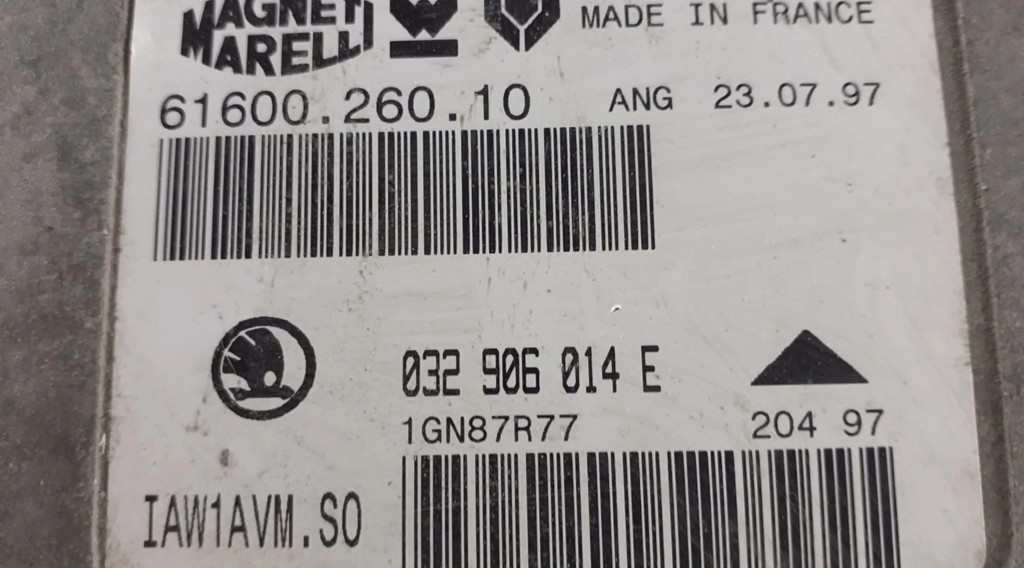 MAGNETI
MARELLI
MADE IN FRANCE
61600.260.10 ANG 23.07.97
032 906 014 E
1GN87R77 204 97
IAW1AVM.S0